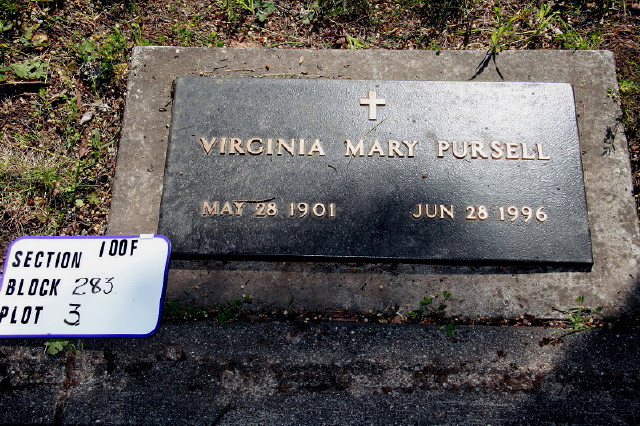 VIRGINIA MARY PURSELL
MAY 28 1901 JUN 28 1996
SECTION 100F
BLOCK 283
PLOT 3